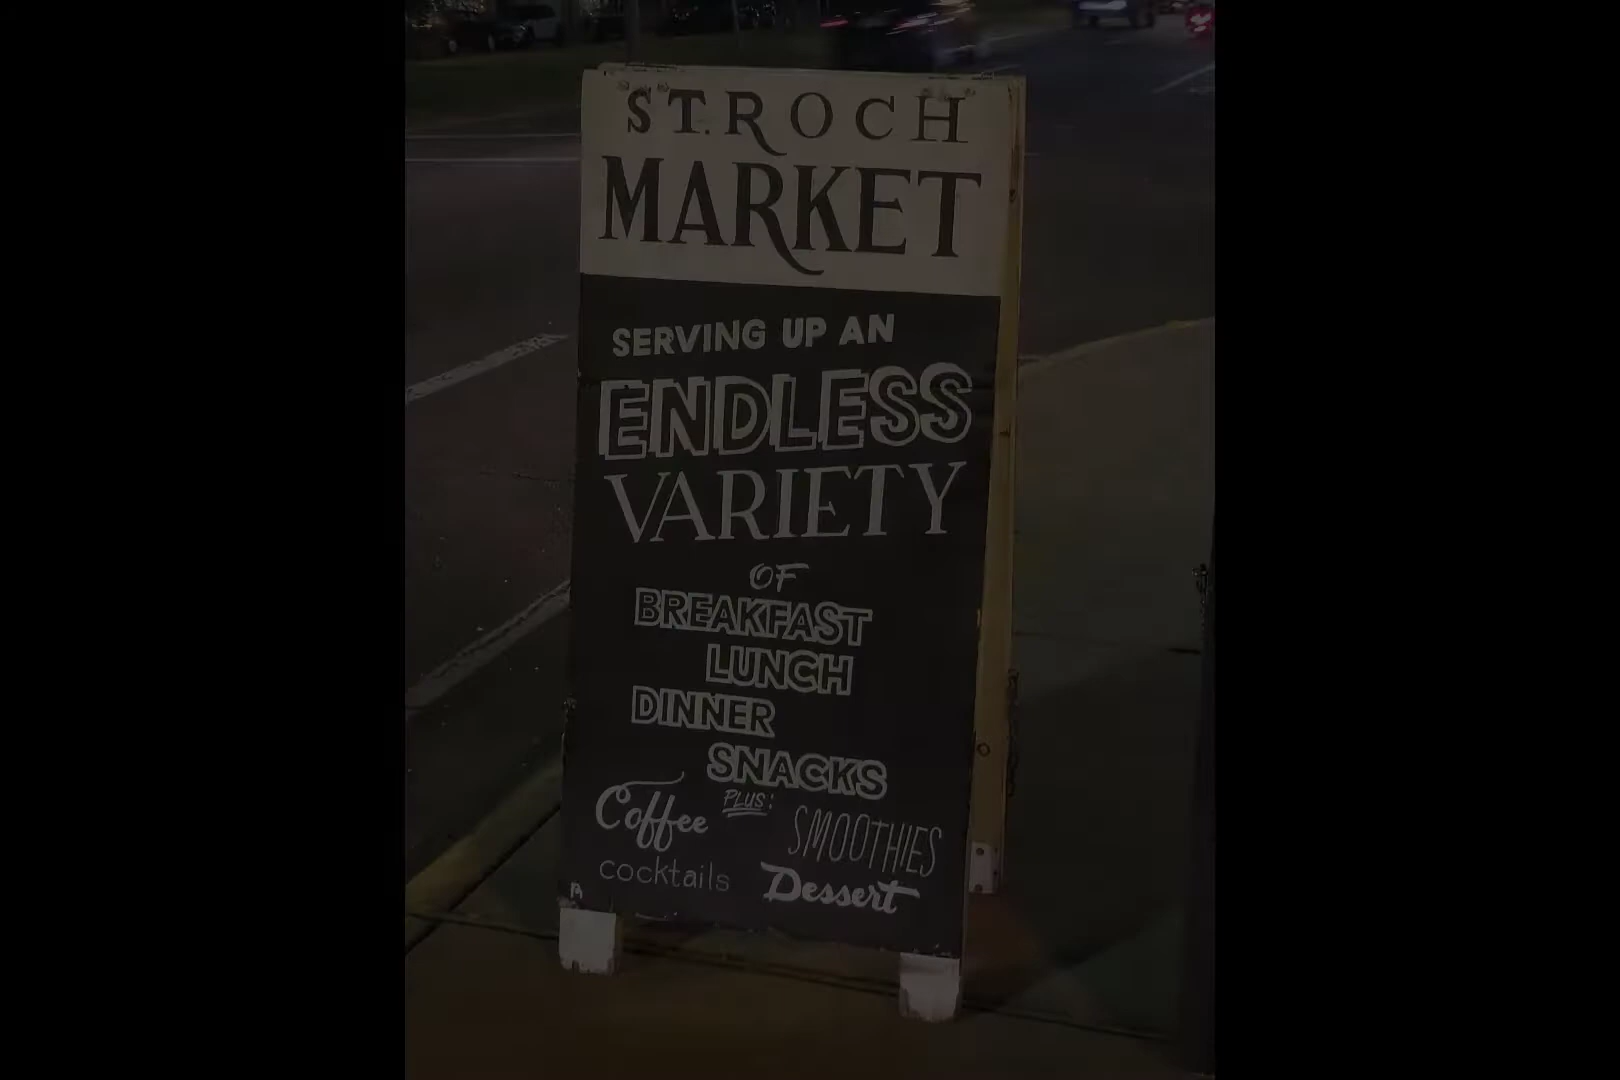 ST. ROCH
MARKET
SERVING UP AN
ENDLESS
VARIETY
OF
BREAKFAST
LUNCH
DINNER
SNACKS
PLUS:
Coffee
SMOOTHIES
cocktails
Dessert